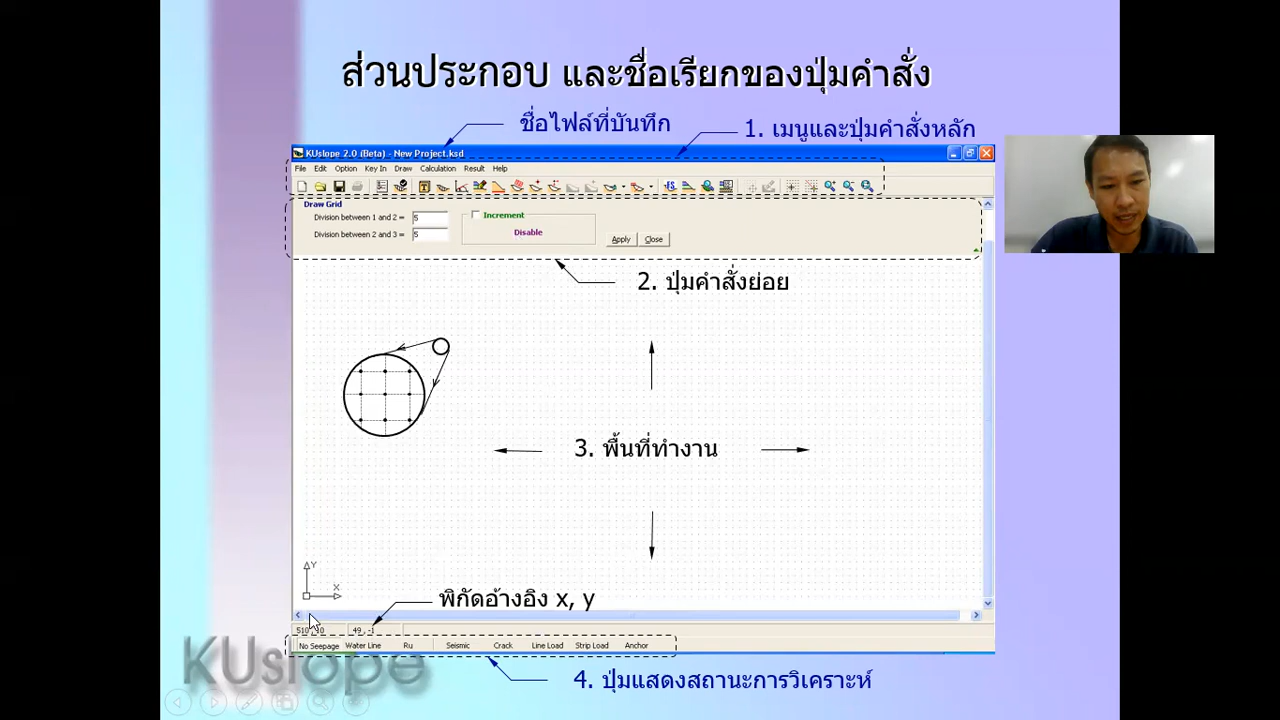 ส่วนประกอบ และชื่อเรียกของปุ่มคำสั่ง
ชื่อไฟล์ที่บันทึก
1. เมนูและปุ่มคำสั่งหลัก
KUslope 2.0 (Beta) - New Project.ksd
File Edit Option Key In Draw Calculation Result Help
Draw Grid
Division between 1 and 2 = 5
Division between 2 and 3 = 5
Increment
Disable
Apply Close
2. ปุ่มคำสั่งย่อย
3. พื้นที่ทำงาน
Y
X
พิกัดอ้างอิง x, y
49 , -1
No Seepage Water Line Ru Seismic Crack Line Load Strip Load Anchor
KUslope
4. ปุ่มแสดงสถานะการวิเคราะห์